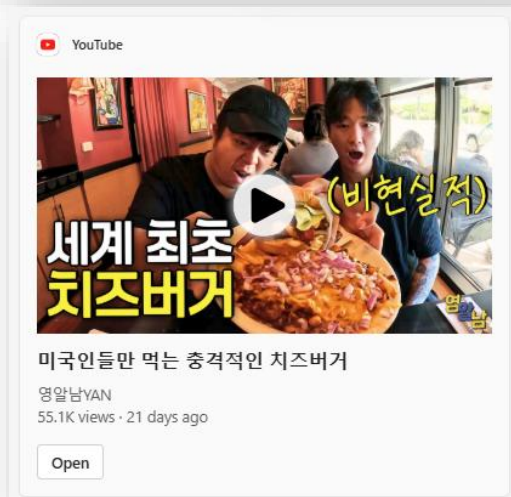 YouTube
(비현실적)
세계 최초
치즈버거
영알남
미국인들만 먹는 충격적인 치즈버거
영알남YAN
55.1K views · 21 days ago
Open